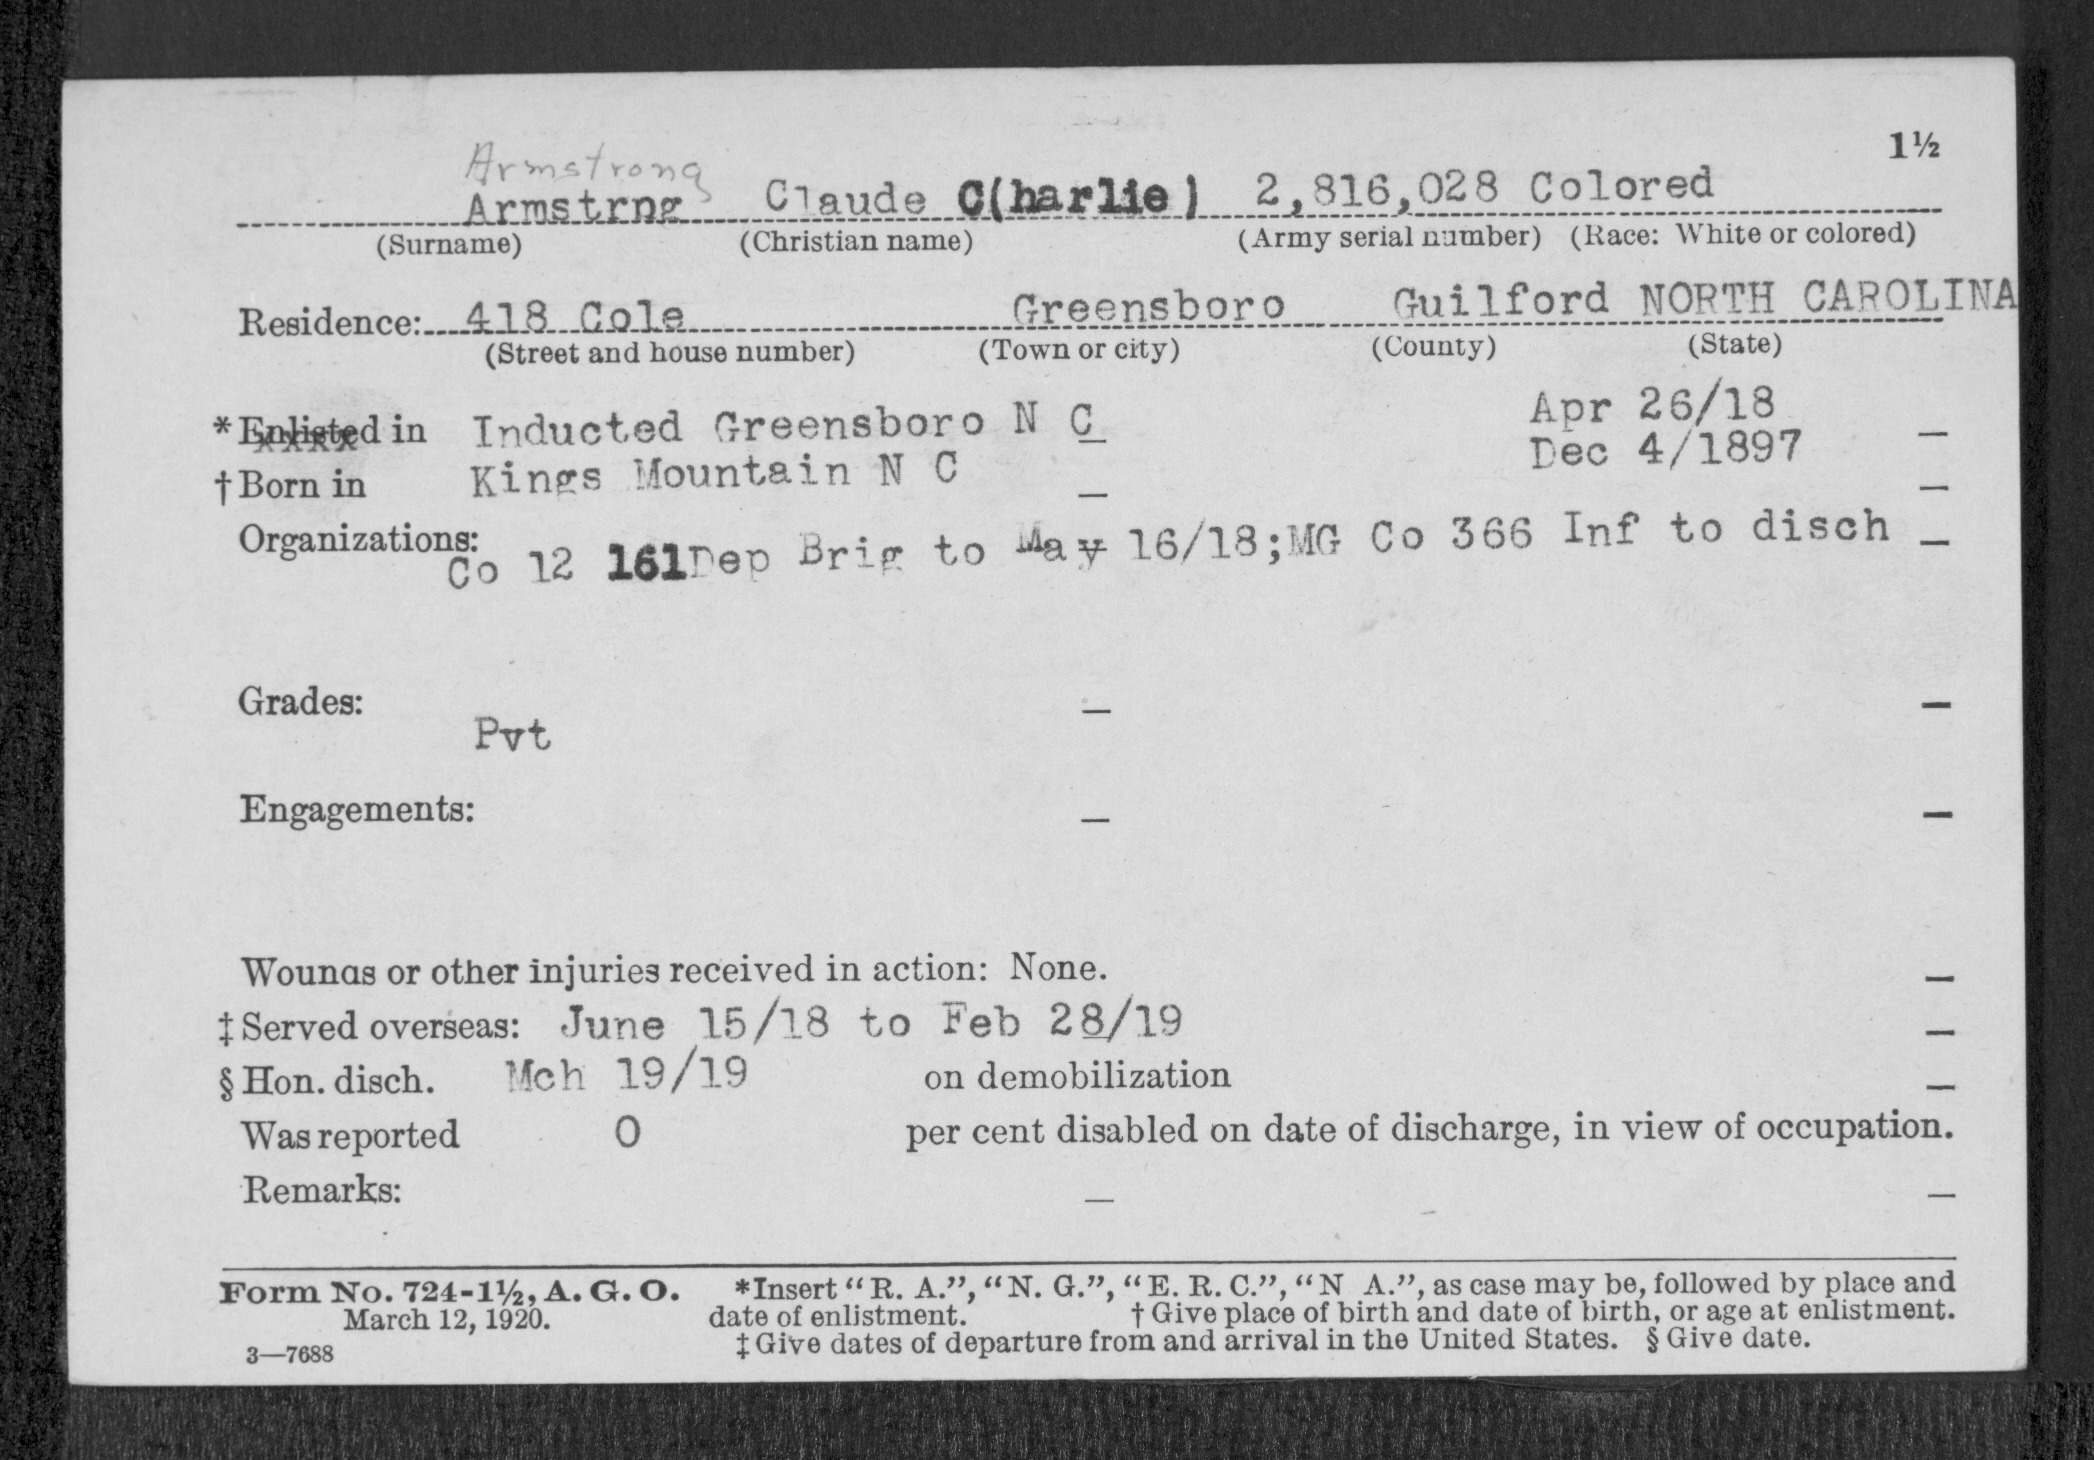 1½
Armstrong
Armstrng Claude C(harlie) 2,816,028 Colored
(Surname) (Christian name) (Army serial number) (Race: White or colored)
Residence: 418 Cole Greensboro Guilford NORTH CAROLINA
(Street and house number) (Town or city) (County) (State)
*Enlisted in Inducted Greensboro N C Apr 26/18
†Born in Kings Mountain N C Dec 4/1897
Organizations:
Co 12 161 Dep Brig to May 16/18; MG Co 366 Inf to disch
Grades:
Pvt
Engagements:
Wounds or other injuries received in action: None.
‡Served overseas: June 15/18 to Feb 28/19
§Hon. disch. Mch 19/19 on demobilization
Was reported 0 per cent disabled on date of discharge, in view of occupation.
Remarks:
Form No. 724-1½, A. G. O. *Insert "R. A.", "N. G.", "E. R. C.", "N A.", as case may be, followed by place and
March 12, 1920. date of enlistment. †Give place of birth and date of birth, or age at enlistment.
3—7688 ‡Give dates of departure from and arrival in the United States. §Give date.